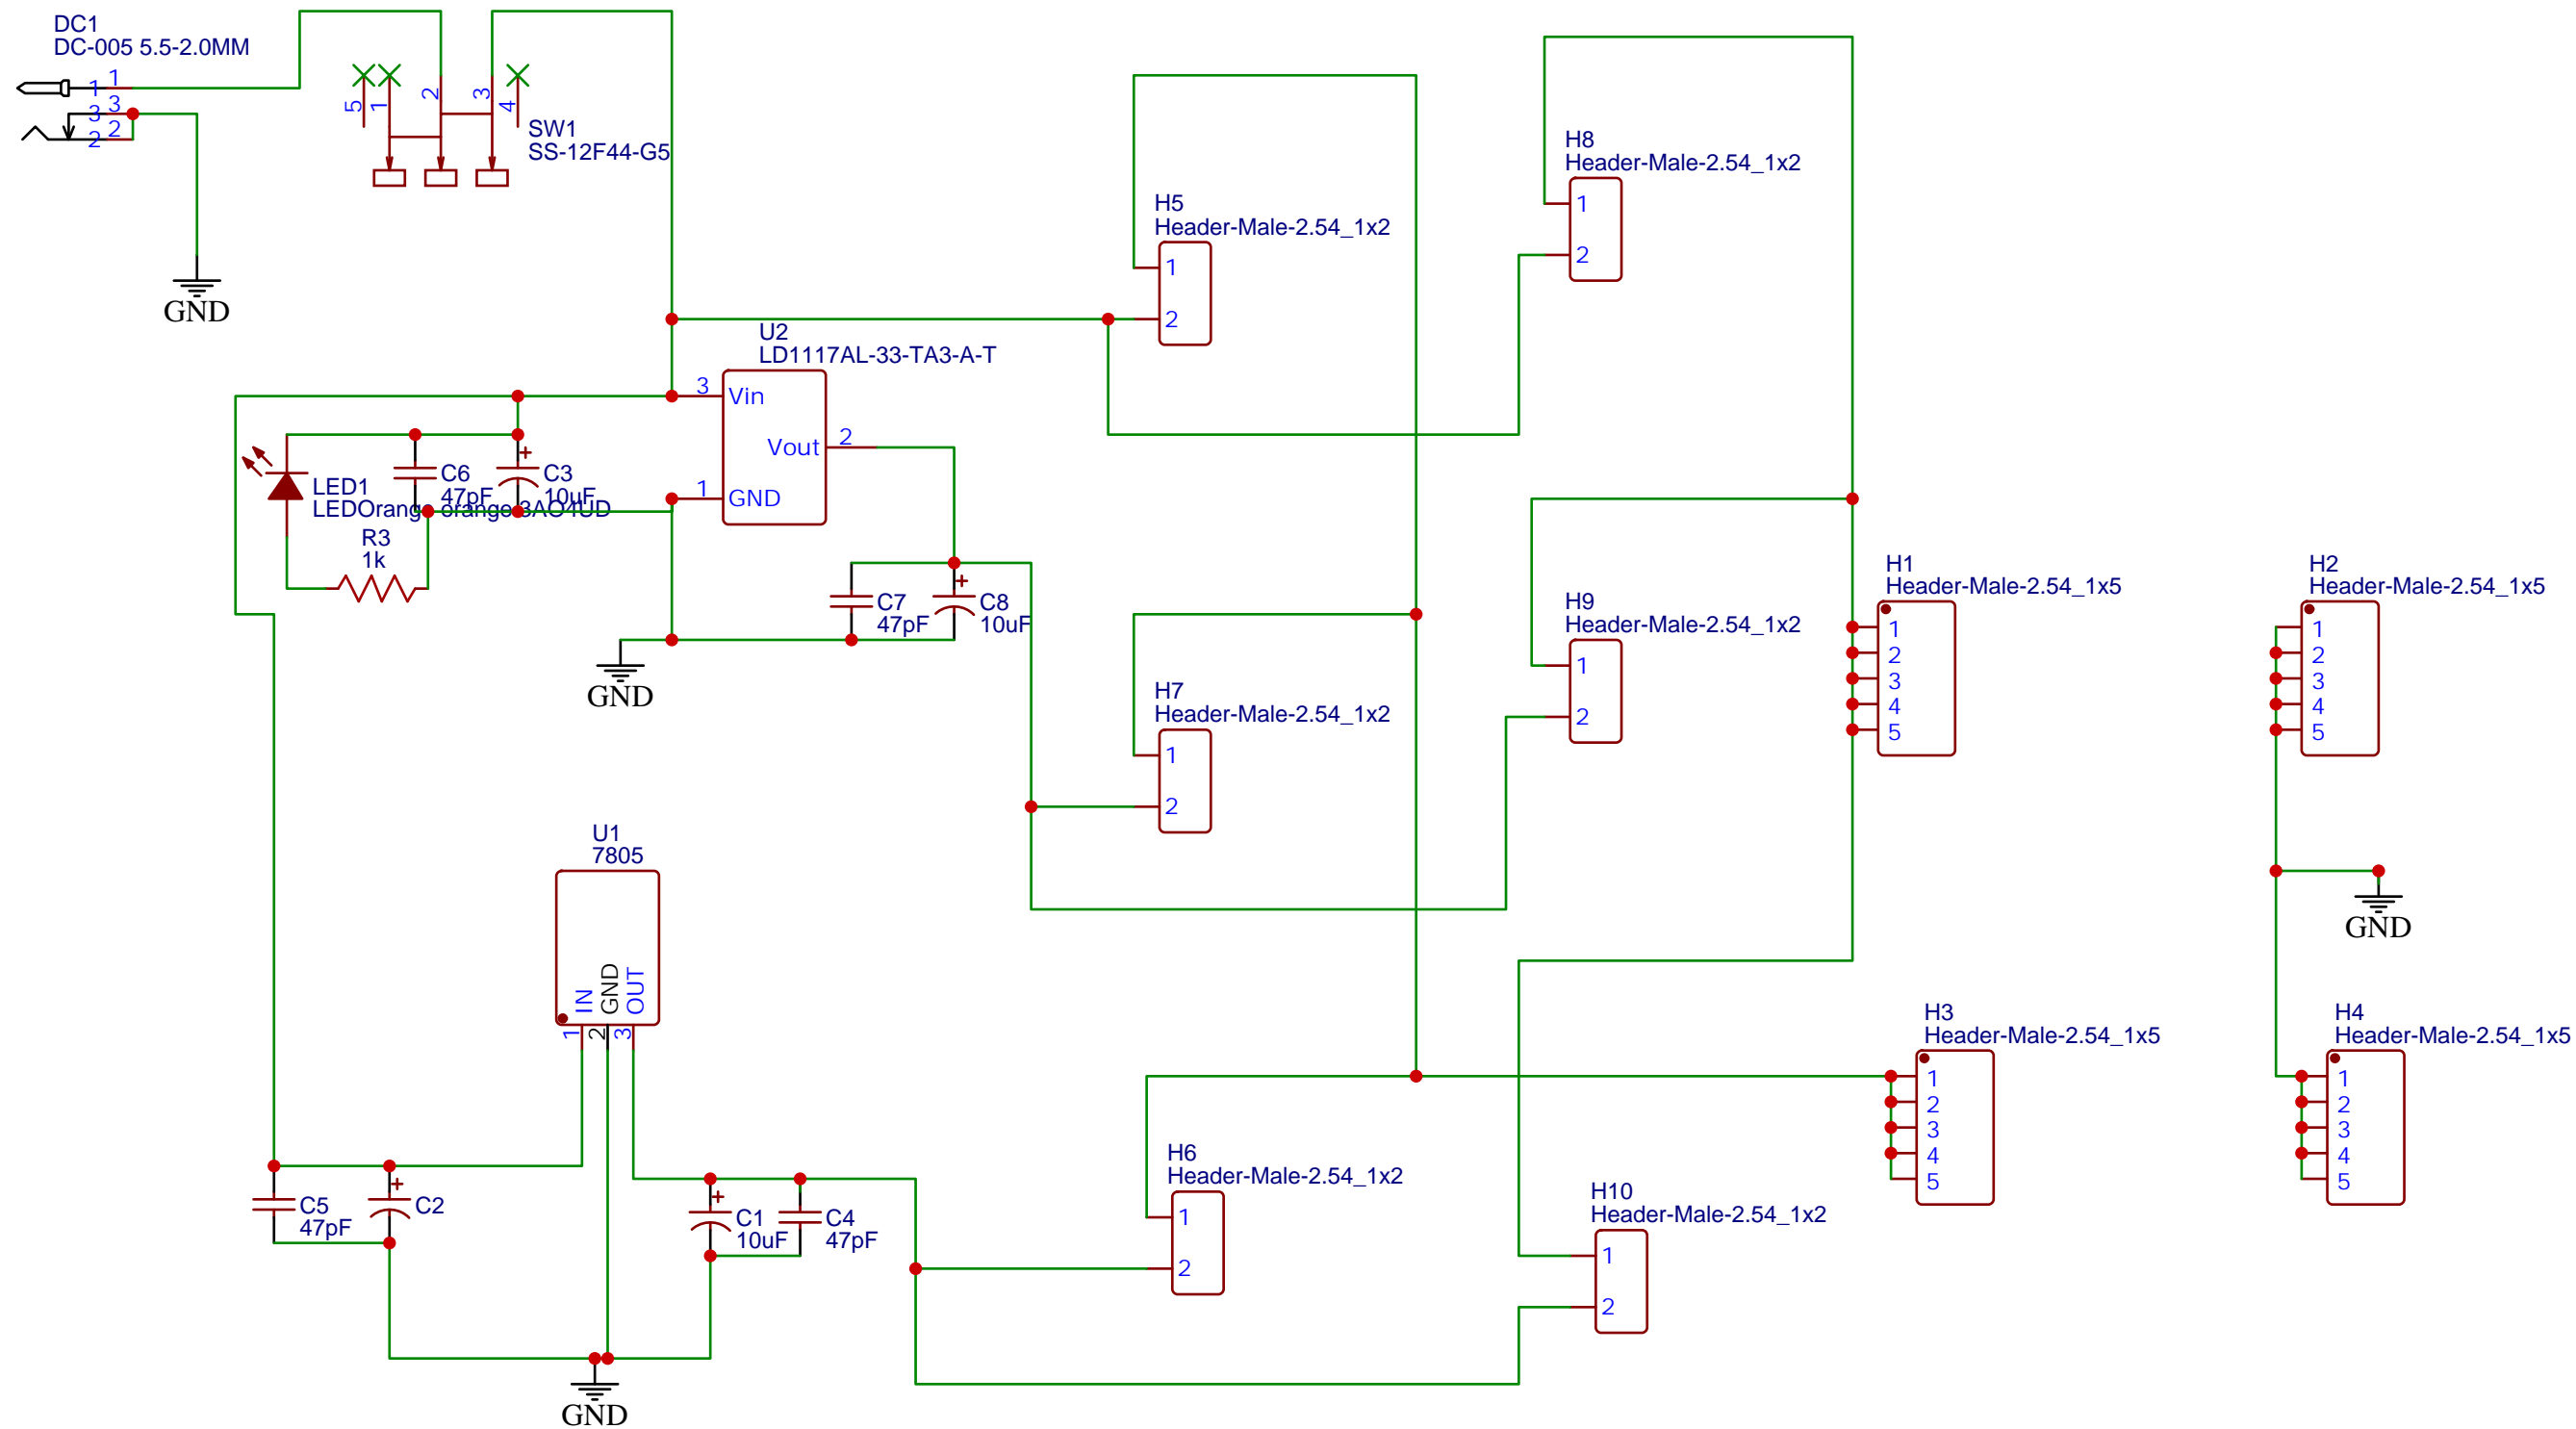 DC1
DC-005 5.5-2.0MM
1 1
3 3
2 2
GND
5
1
2
3
4
SW1
SS-12F44-G5
U2
LD1117AL-33-TA3-A-T
3 Vin
Vout 2
1 GND
LED1
LEDOrange-orange-3AO4UD
C6
47pF
C3
10uF
R3
1k
C7
47pF
C8
10uF
GND
H5
Header-Male-2.54_1x2
1
2
H8
Header-Male-2.54_1x2
1
2
H7
Header-Male-2.54_1x2
1
2
H9
Header-Male-2.54_1x2
1
2
H1
Header-Male-2.54_1x5
1
2
3
4
5
H2
Header-Male-2.54_1x5
1
2
3
4
5
GND
U1
7805
IN
GND
OUT
1
2
3
C5
47pF
C2
C1
10uF
C4
47pF
GND
H6
Header-Male-2.54_1x2
1
2
H10
Header-Male-2.54_1x2
1
2
H3
Header-Male-2.54_1x5
1
2
3
4
5
H4
Header-Male-2.54_1x5
1
2
3
4
5